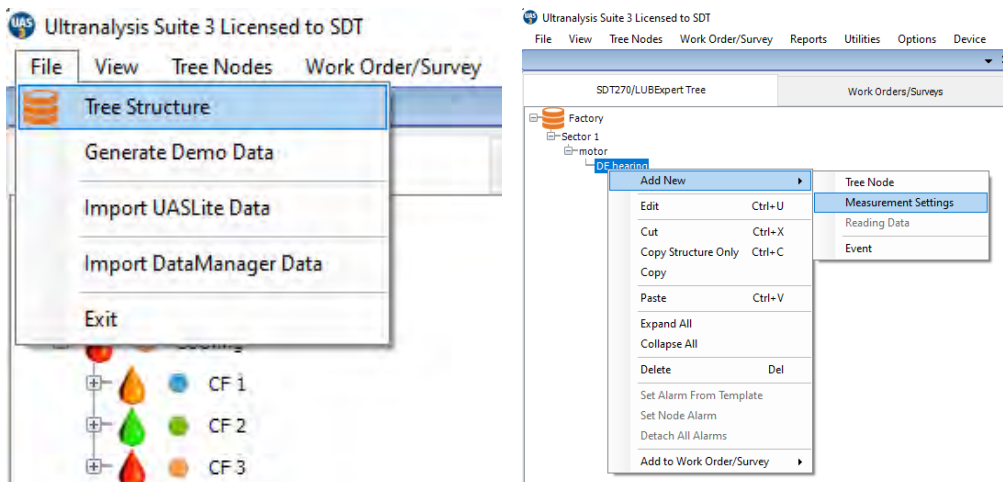 UAS Ultranalysis Suite 3 Licensed to SDT
File View Tree Nodes Work Order/Survey
Tree Structure
Generate Demo Data
Import UASLite Data
Import DataManager Data
Exit
CF 1
CF 2
CF 3
UAS Ultranalysis Suite 3 Licensed to SDT
File View Tree Nodes Work Order/Survey Reports Utilities Options Device
SDT270/LUBExpert Tree Work Orders/Surveys
Factory
Sector 1
motor
DE bearing
Add New
Edit Ctrl+U
Cut Ctrl+X
Copy Structure Only Ctrl+C
Copy
Paste Ctrl+V
Expand All
Collapse All
Delete Del
Set Alarm From Template
Set Node Alarm
Detach All Alarms
Add to Work Order/Survey
Tree Node
Measurement Settings
Reading Data
Event